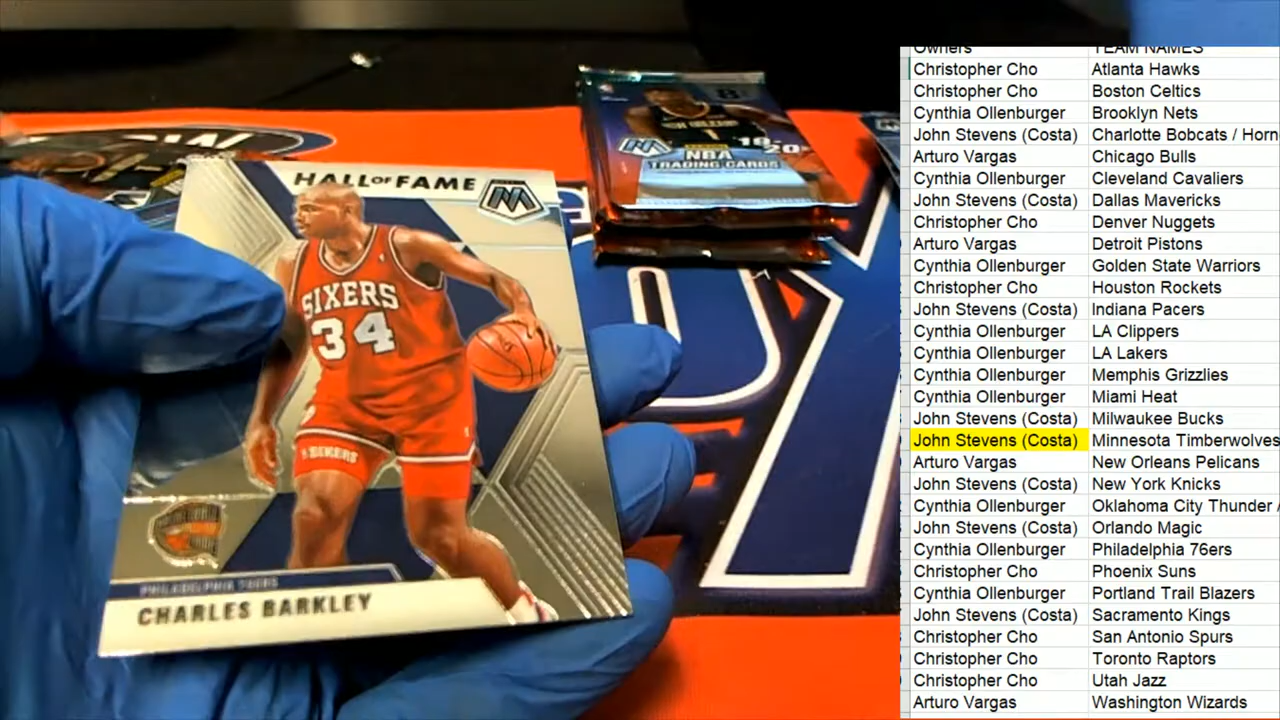 HALL OF FAME
SIXERS
34
SIXERS
PHILADELPHIA 76ERS
CHARLES BARKLEY
8
NEW ORLEANS
1
19-20
NBA
TRADING CARDS
Owners TEAM NAMES
Christopher Cho Atlanta Hawks
Christopher Cho Boston Celtics
Cynthia Ollenburger Brooklyn Nets
John Stevens (Costa) Charlotte Bobcats / Horn
Arturo Vargas Chicago Bulls
Cynthia Ollenburger Cleveland Cavaliers
John Stevens (Costa) Dallas Mavericks
Christopher Cho Denver Nuggets
Arturo Vargas Detroit Pistons
Cynthia Ollenburger Golden State Warriors
Christopher Cho Houston Rockets
John Stevens (Costa) Indiana Pacers
Cynthia Ollenburger LA Clippers
Cynthia Ollenburger LA Lakers
Cynthia Ollenburger Memphis Grizzlies
Cynthia Ollenburger Miami Heat
John Stevens (Costa) Milwaukee Bucks
John Stevens (Costa) Minnesota Timberwolves
Arturo Vargas New Orleans Pelicans
John Stevens (Costa) New York Knicks
Cynthia Ollenburger Oklahoma City Thunder /
John Stevens (Costa) Orlando Magic
Cynthia Ollenburger Philadelphia 76ers
Christopher Cho Phoenix Suns
Cynthia Ollenburger Portland Trail Blazers
John Stevens (Costa) Sacramento Kings
Christopher Cho San Antonio Spurs
Christopher Cho Toronto Raptors
Christopher Cho Utah Jazz
Arturo Vargas Washington Wizards